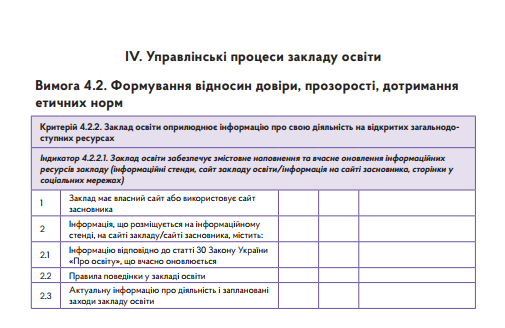 IV. Управлінські процеси закладу освіти
Вимога 4.2. Формування відносин довіри, прозорості, дотримання
етичних норм
Критерій 4.2.2. Заклад освіти оприлюднює інформацію про свою діяльність на відкритих загальнодо-
ступних ресурсах
Індикатор 4.2.2.1. Заклад освіти забезпечує змістовне наповнення та вчасне оновлення інформаційних
ресурсів закладу (інформаційні стенди, сайт закладу освіти/інформація на сайті засновника, сторінки у
соціальних мережах)
1 Заклад має власний сайт або використовує сайт
засновника
2 Інформація, що розміщується на інформаційному
стенді, на сайті закладу/сайті засновника, містить:
2.1 Інформацію відповідно до статті 30 Закону України
«Про освіту», що вчасно оновлюється
2.2 Правила поведінки у закладі освіти
2.3 Актуальну інформацію про діяльність і заплановані
заходи закладу освіти